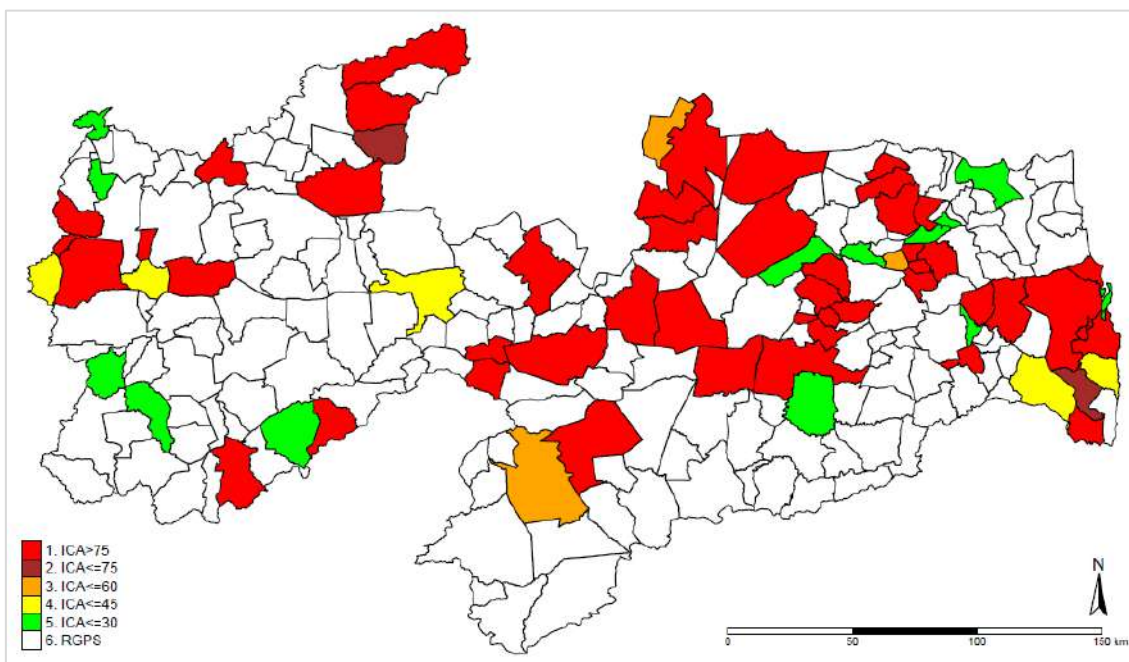 1. ICA>75
2. ICA<=75
3. ICA<=60
4. ICA<=45
5. ICA<=30
6. RGPS
N
0 50 100 150 km